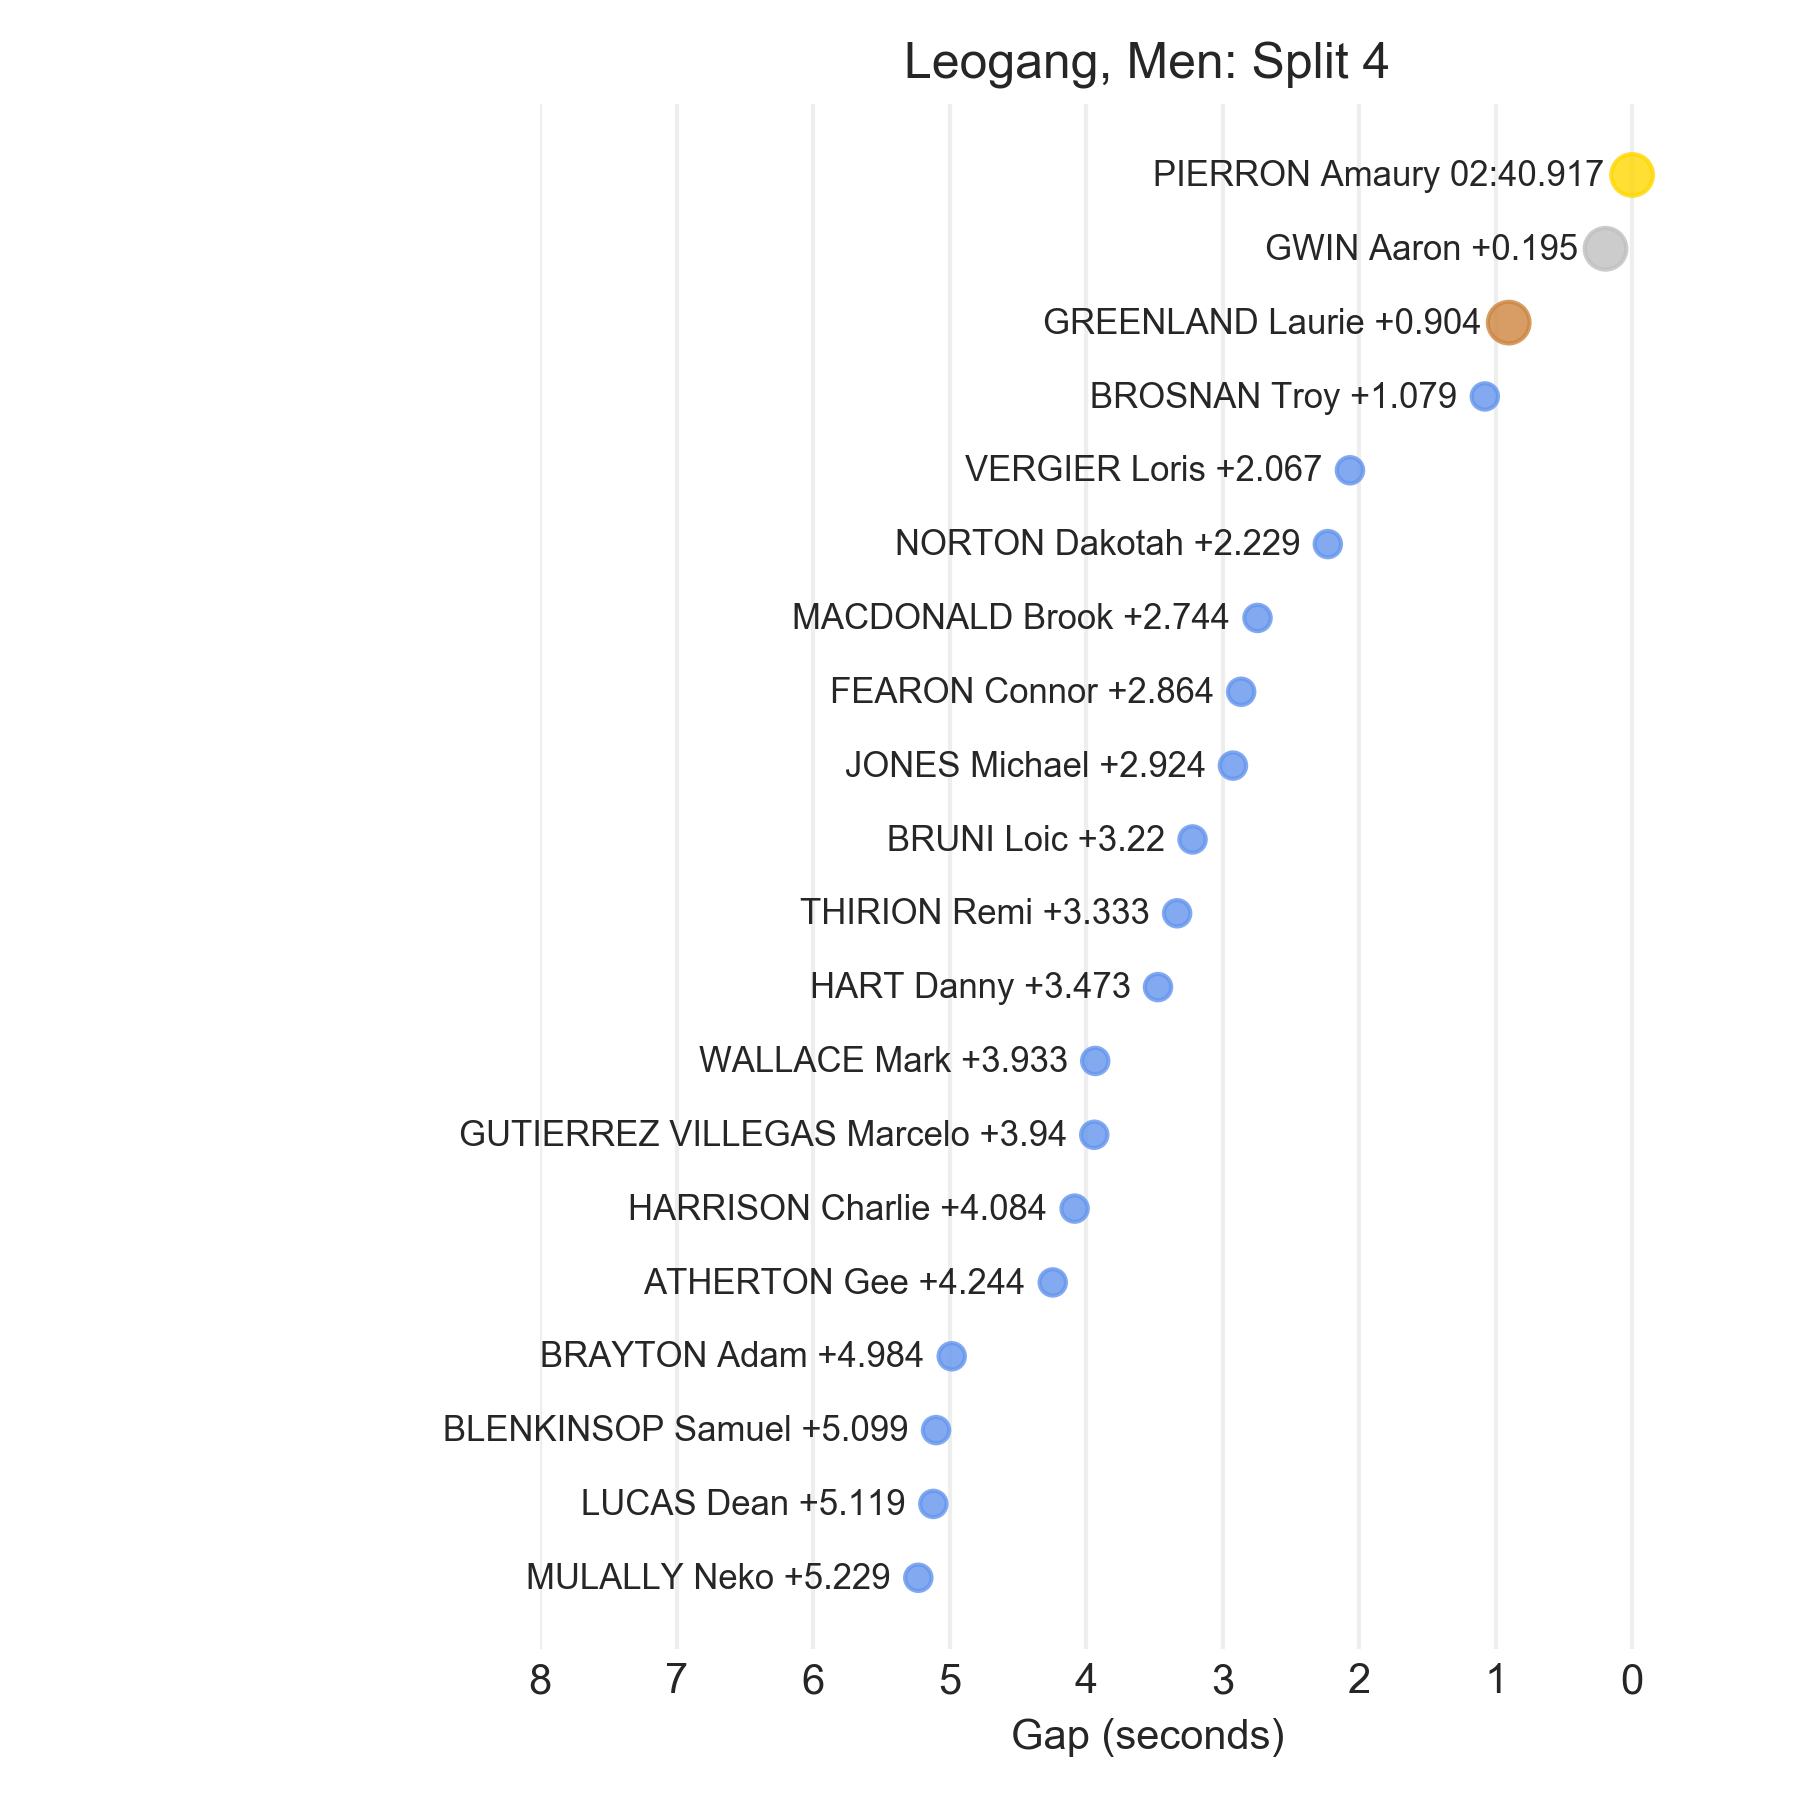 Leogang, Men: Split 4
PIERRON Amaury 02:40.917
GWIN Aaron +0.195
GREENLAND Laurie +0.904
BROSNAN Troy +1.079
VERGIER Loris +2.067
NORTON Dakotah +2.229
MACDONALD Brook +2.744
FEARON Connor +2.864
JONES Michael +2.924
BRUNI Loic +3.22
THIRION Remi +3.333
HART Danny +3.473
WALLACE Mark +3.933
GUTIERREZ VILLEGAS Marcelo +3.94
HARRISON Charlie +4.084
ATHERTON Gee +4.244
BRAYTON Adam +4.984
BLENKINSOP Samuel +5.099
LUCAS Dean +5.119
MULALLY Neko +5.229
8 7 6 5 4 3 2 1 0
Gap (seconds)